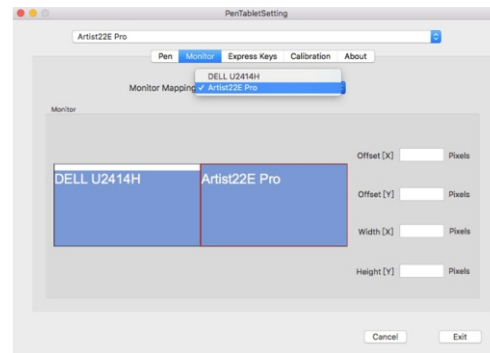 PenTabletSetting
Artist22E Pro
Pen Monitor Express Keys Calibration About
DELL U2414H
Monitor Mapping ✓ Artist22E Pro
Monitor
Offset [X] Pixels
DELL U2414H Artist22E Pro
Offset [Y] Pixels
Width [X] Pixels
Height [Y] Pixels
Cancel Exit